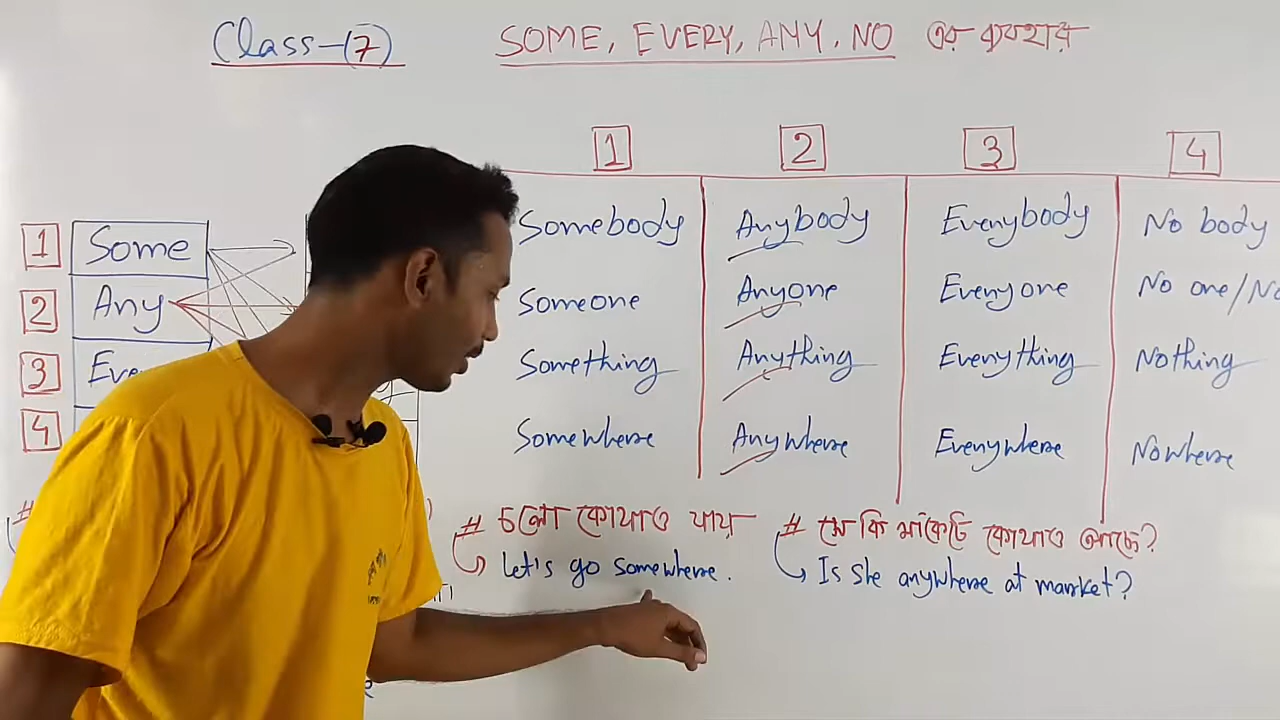 Class-(7)
SOME, EVERY, ANY, NO এর ব্যবহার
1 2 3 4
1 Some
2 Any
3 Eve
4
Somebody Anybody Everybody No body
Someone Anyone Everyone No one/No
Something Anything Everything Nothing
Somewhere Anywhere Everywhere Nowhere
# চলো কোথাও যায়
Let's go somewhere.
# সে কি মার্কেটে কোথাও আছে?
Is she anywhere at market?